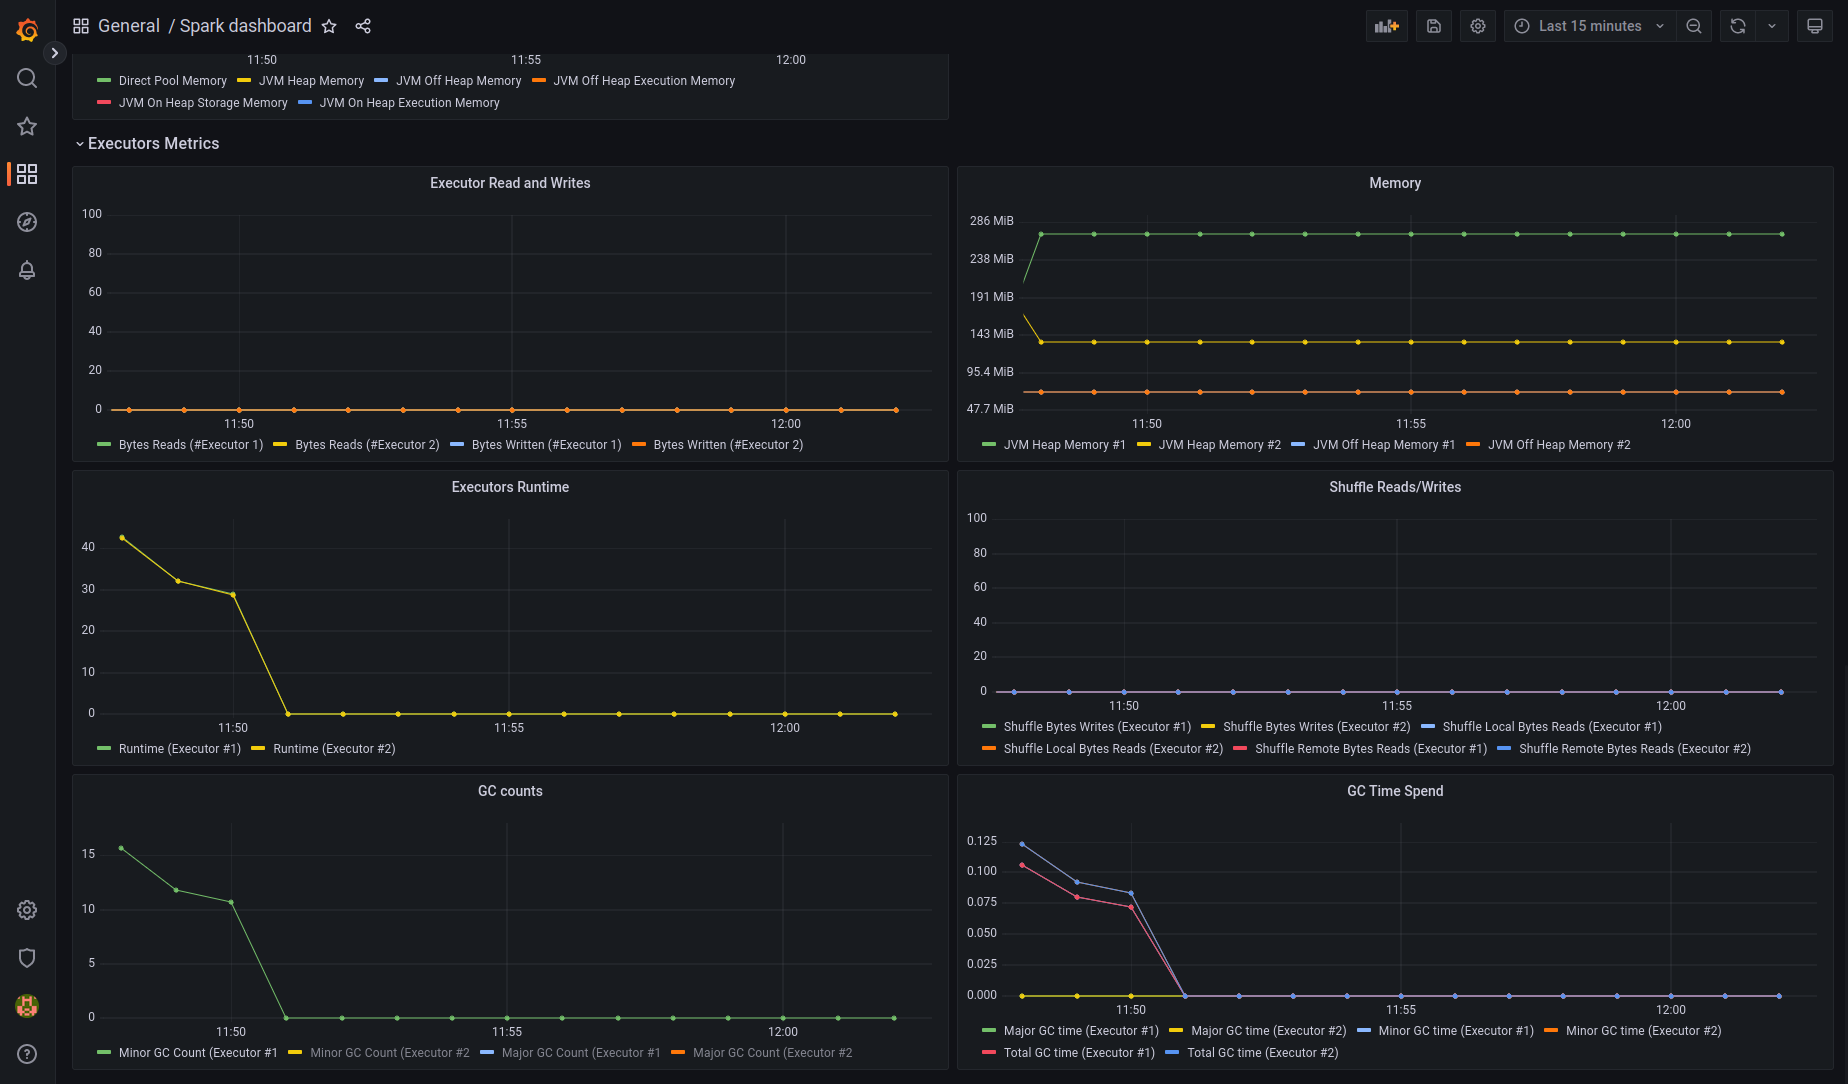 General / Spark dashboard
Last 15 minutes
11:50 11:55 12:00
Direct Pool Memory JVM Heap Memory JVM Off Heap Memory JVM Off Heap Execution Memory
JVM On Heap Storage Memory JVM On Heap Execution Memory
Executors Metrics
Executor Read and Writes
100
80
60
40
20
0
11:50 11:55 12:00
Bytes Reads (#Executor 1) Bytes Reads (#Executor 2) Bytes Written (#Executor 1) Bytes Written (#Executor 2)
Memory
286 MiB
238 MiB
191 MiB
143 MiB
95.4 MiB
47.7 MiB
11:50 11:55 12:00
JVM Heap Memory #1 JVM Heap Memory #2 JVM Off Heap Memory #1 JVM Off Heap Memory #2
Executors Runtime
40
30
20
10
0
11:50 11:55 12:00
Runtime (Executor #1) Runtime (Executor #2)
Shuffle Reads/Writes
100
80
60
40
20
0
11:50 11:55 12:00
Shuffle Bytes Writes (Executor #1) Shuffle Bytes Writes (Executor #2) Shuffle Local Bytes Reads (Executor #1)
Shuffle Local Bytes Reads (Executor #2) Shuffle Remote Bytes Reads (Executor #1) Shuffle Remote Bytes Reads (Executor #2)
GC counts
15
10
5
0
11:50 11:55 12:00
Minor GC Count (Executor #1 Minor GC Count (Executor #2 Major GC Count (Executor #1 Major GC Count (Executor #2
GC Time Spend
0.125
0.100
0.075
0.050
0.025
0.000
11:50 11:55 12:00
Major GC time (Executor #1) Major GC time (Executor #2) Minor GC time (Executor #1) Minor GC time (Executor #2)
Total GC time (Executor #1) Total GC time (Executor #2)